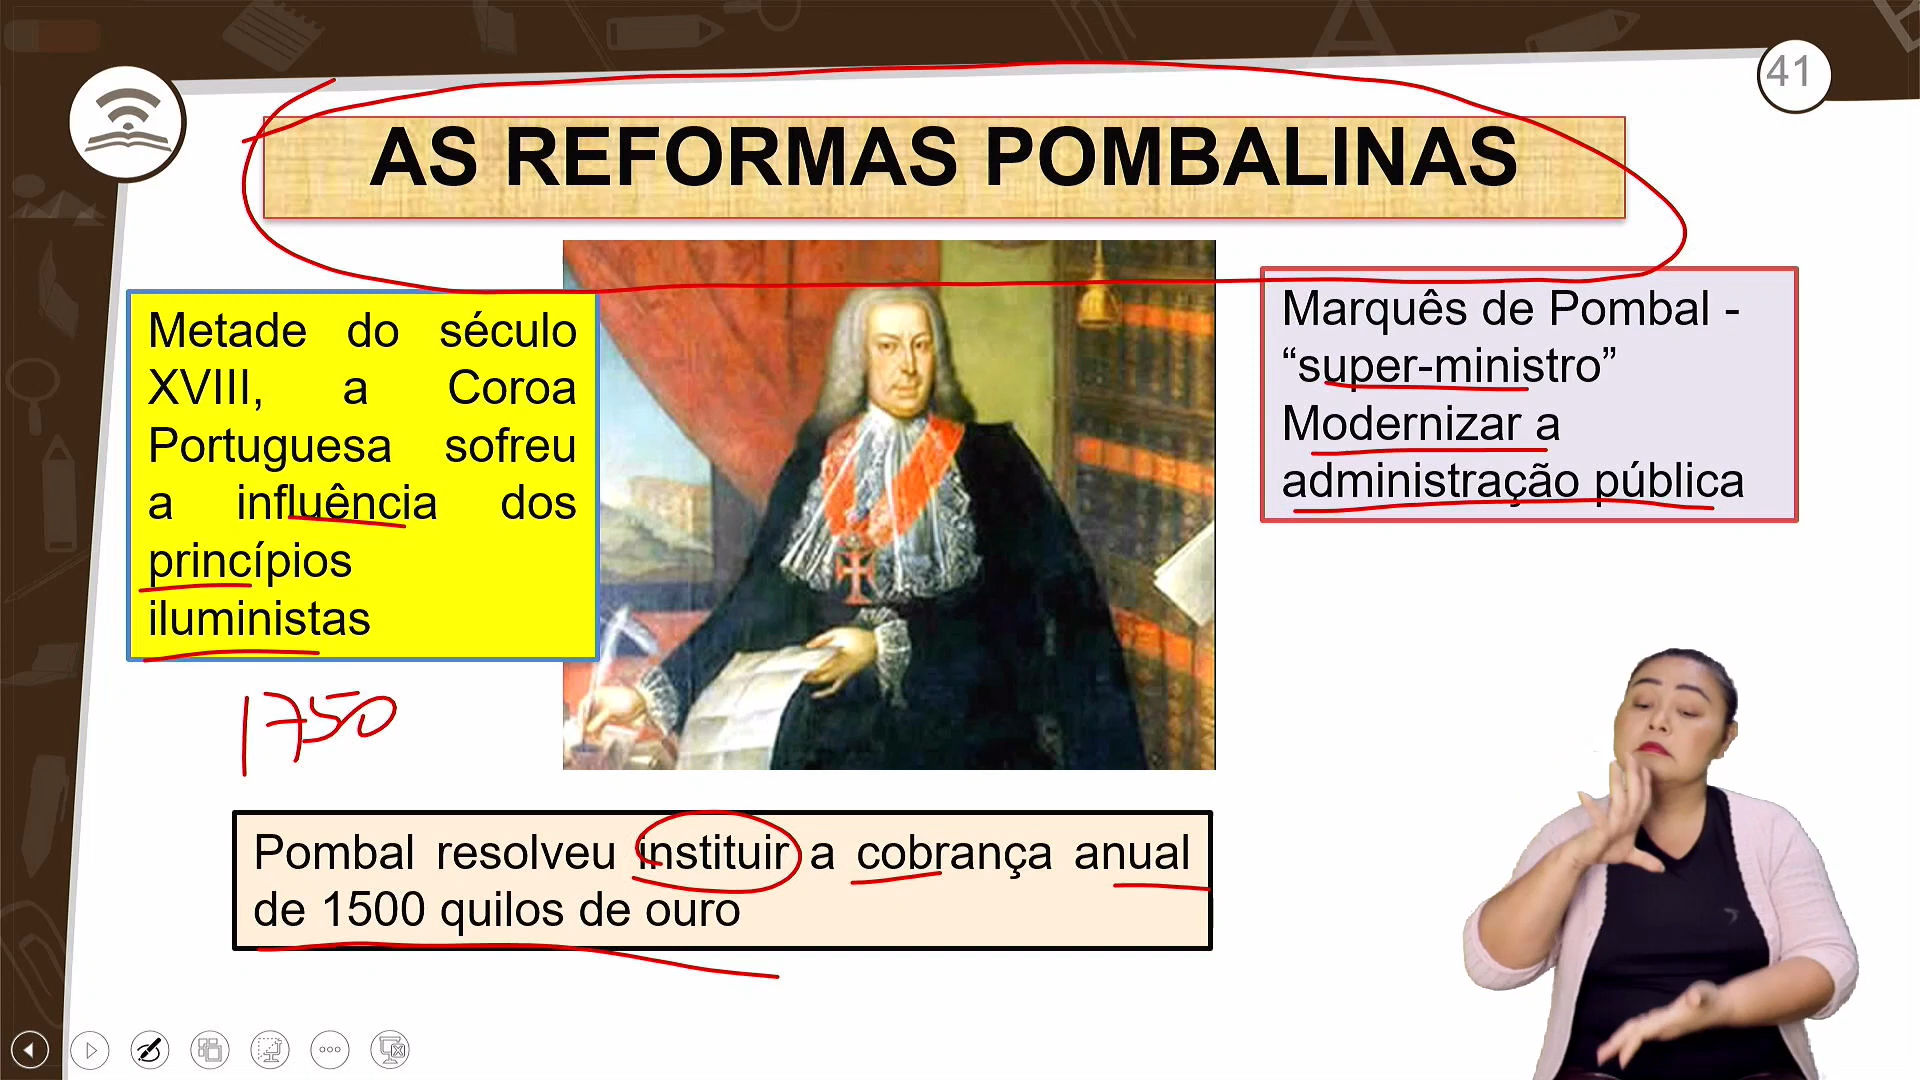 41
AS REFORMAS POMBALINAS
Metade do século
XVIII, a Coroa
Portuguesa sofreu
a influência dos
princípios
iluministas
Marquês de Pombal -
“super-ministro”
Modernizar a
administração pública
1750
Pombal resolveu instituir a cobrança anual
de 1500 quilos de ouro